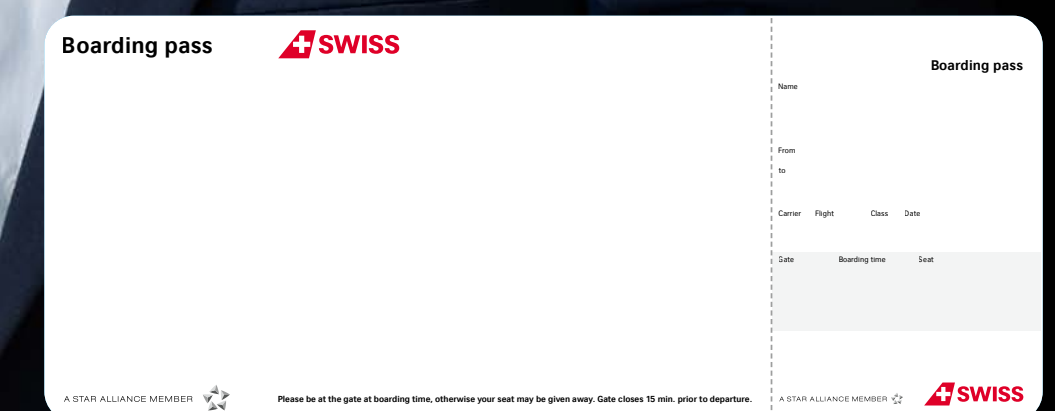 Boarding pass
SWISS
Boarding pass
Name
From
to
Carrier Flight Class Date
Gate Boarding time Seat
A STAR ALLIANCE MEMBER
Please be at the gate at boarding time, otherwise your seat may be given away. Gate closes 15 min. prior to departure.
A STAR ALLIANCE MEMBER
SWISS